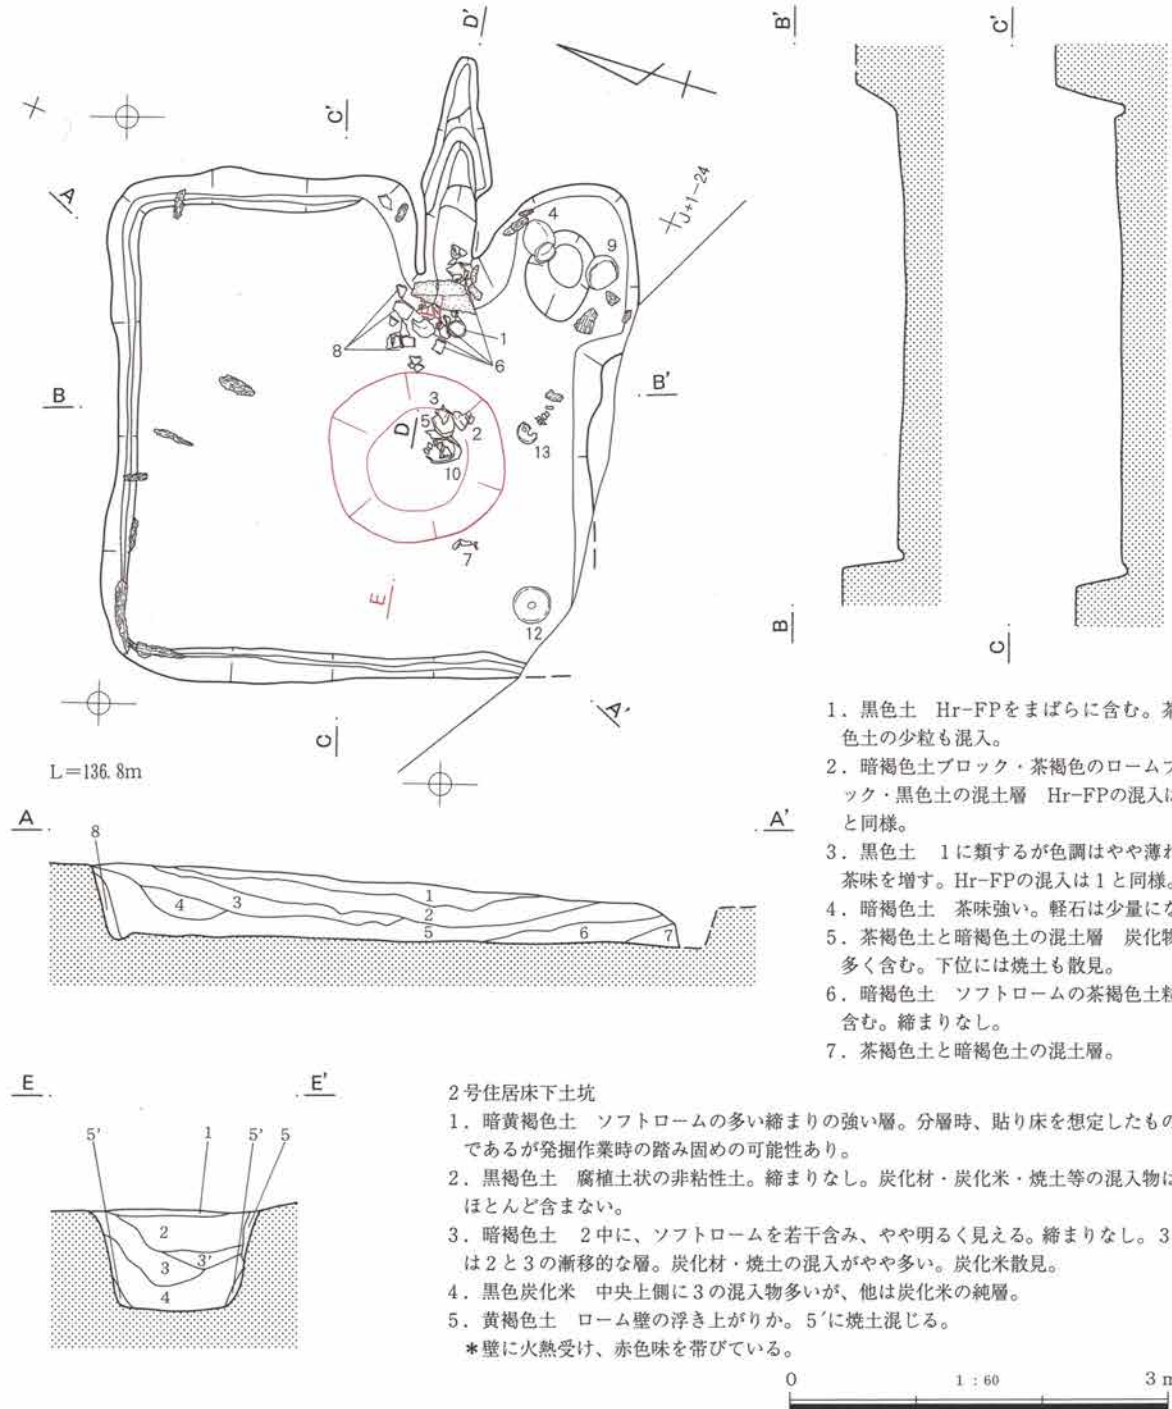 D'
B'
C'
C'
A
J+1-24
4
9
8
1
6
B
B'
3
5
D
2
10
13
7
E
12
B
C
A'
C
L=136.8m
A
A'
8
1
4
3
2
5
6
7
1. 黒色土 Hr-FPをまばらに含む。茶
色土の少粒も混入。
2. 暗褐色土ブロック・茶褐色のローム
ック・黒色土の混土層 Hr-FPの混入
と同様。
3. 黒色土 1に類するが色調はやや薄れ
茶味を増す。Hr-FPの混入は1と同様。
4. 暗褐色土 茶味強い。軽石は少量に
5. 茶褐色土と暗褐色土の混土層 炭化物
多く含む。下位には焼土も散見。
6. 暗褐色土 ソフトロームの茶褐色土粒
含む。締まりなし。
7. 茶褐色土と暗褐色土の混土層。
E
E'
5'
1
5'
5
2
3
3'
4
2号住居床下土坑
1. 暗黄褐色土 ソフトロームの多い締まりの強い層。分層時、貼り床を想定したもの
であるが発掘作業時の踏み固めの可能性あり。
2. 黒褐色土 腐植土状の非粘性土。締まりなし。炭化材・炭化米・焼土等の混入物は
ほとんど含まない。
3. 暗褐色土 2中に、ソフトロームを若干含み、やや明るく見える。締まりなし。3
は2と3の漸移的な層。炭化材・焼土の混入がやや多い。炭化米散見。
4. 黒色炭化米 中央上側に3の混入物多いが、他は炭化米の純層。
5. 黄褐色土 ローム壁の浮き上がりか。5′に焼土混じる。
*壁に火熱受け、赤色味を帯びている。
0 1:60 3m